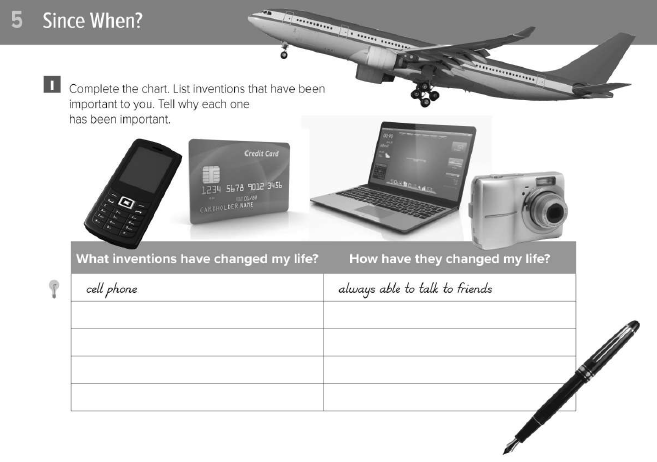 5 Since When?
1 Complete the chart. List inventions that have been
important to you. Tell why each one
has been important.
Credit Card
1234 5678 9012 3456
CARDHOLDER NAME
What inventions have changed my life? How have they changed my life?
cell phone always able to talk to friends